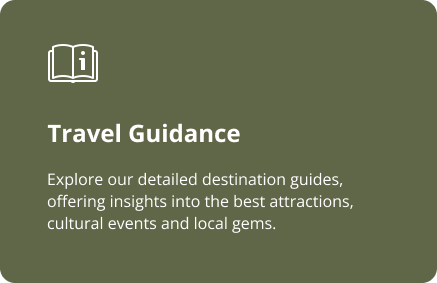 Travel Guidance
Explore our detailed destination guides,
offering insights into the best attractions,
cultural events and local gems.